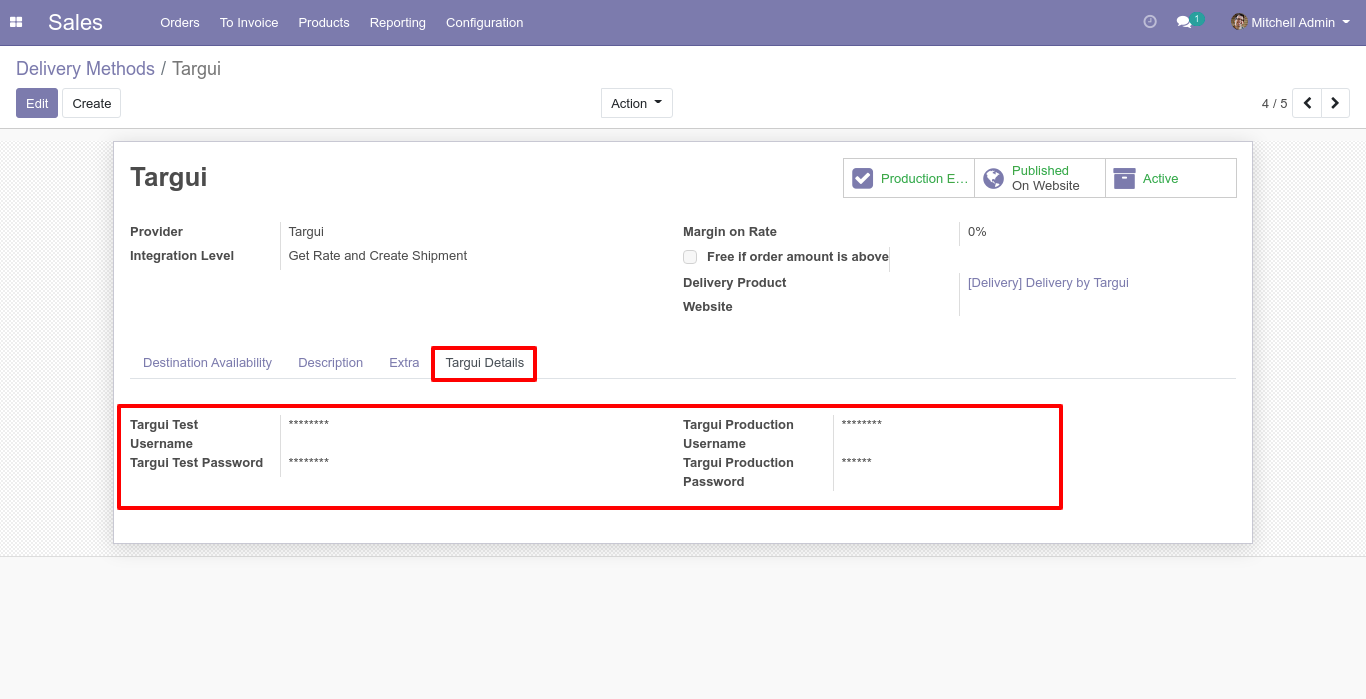 Sales
Orders
To Invoice
Products
Reporting
Configuration
1
Mitchell Admin
Delivery Methods / Targui
Edit
Create
Action
4 / 5
Targui
Production E...
Published
On Website
Active
Provider
Targui
Integration Level
Get Rate and Create Shipment
Margin on Rate
0%
Free if order amount is above
Delivery Product
[Delivery] Delivery by Targui
Website
Destination Availability
Description
Extra
Targui Details
Targui Test
Username
********
Targui Test Password
********
Targui Production
Username
********
Targui Production
Password
******